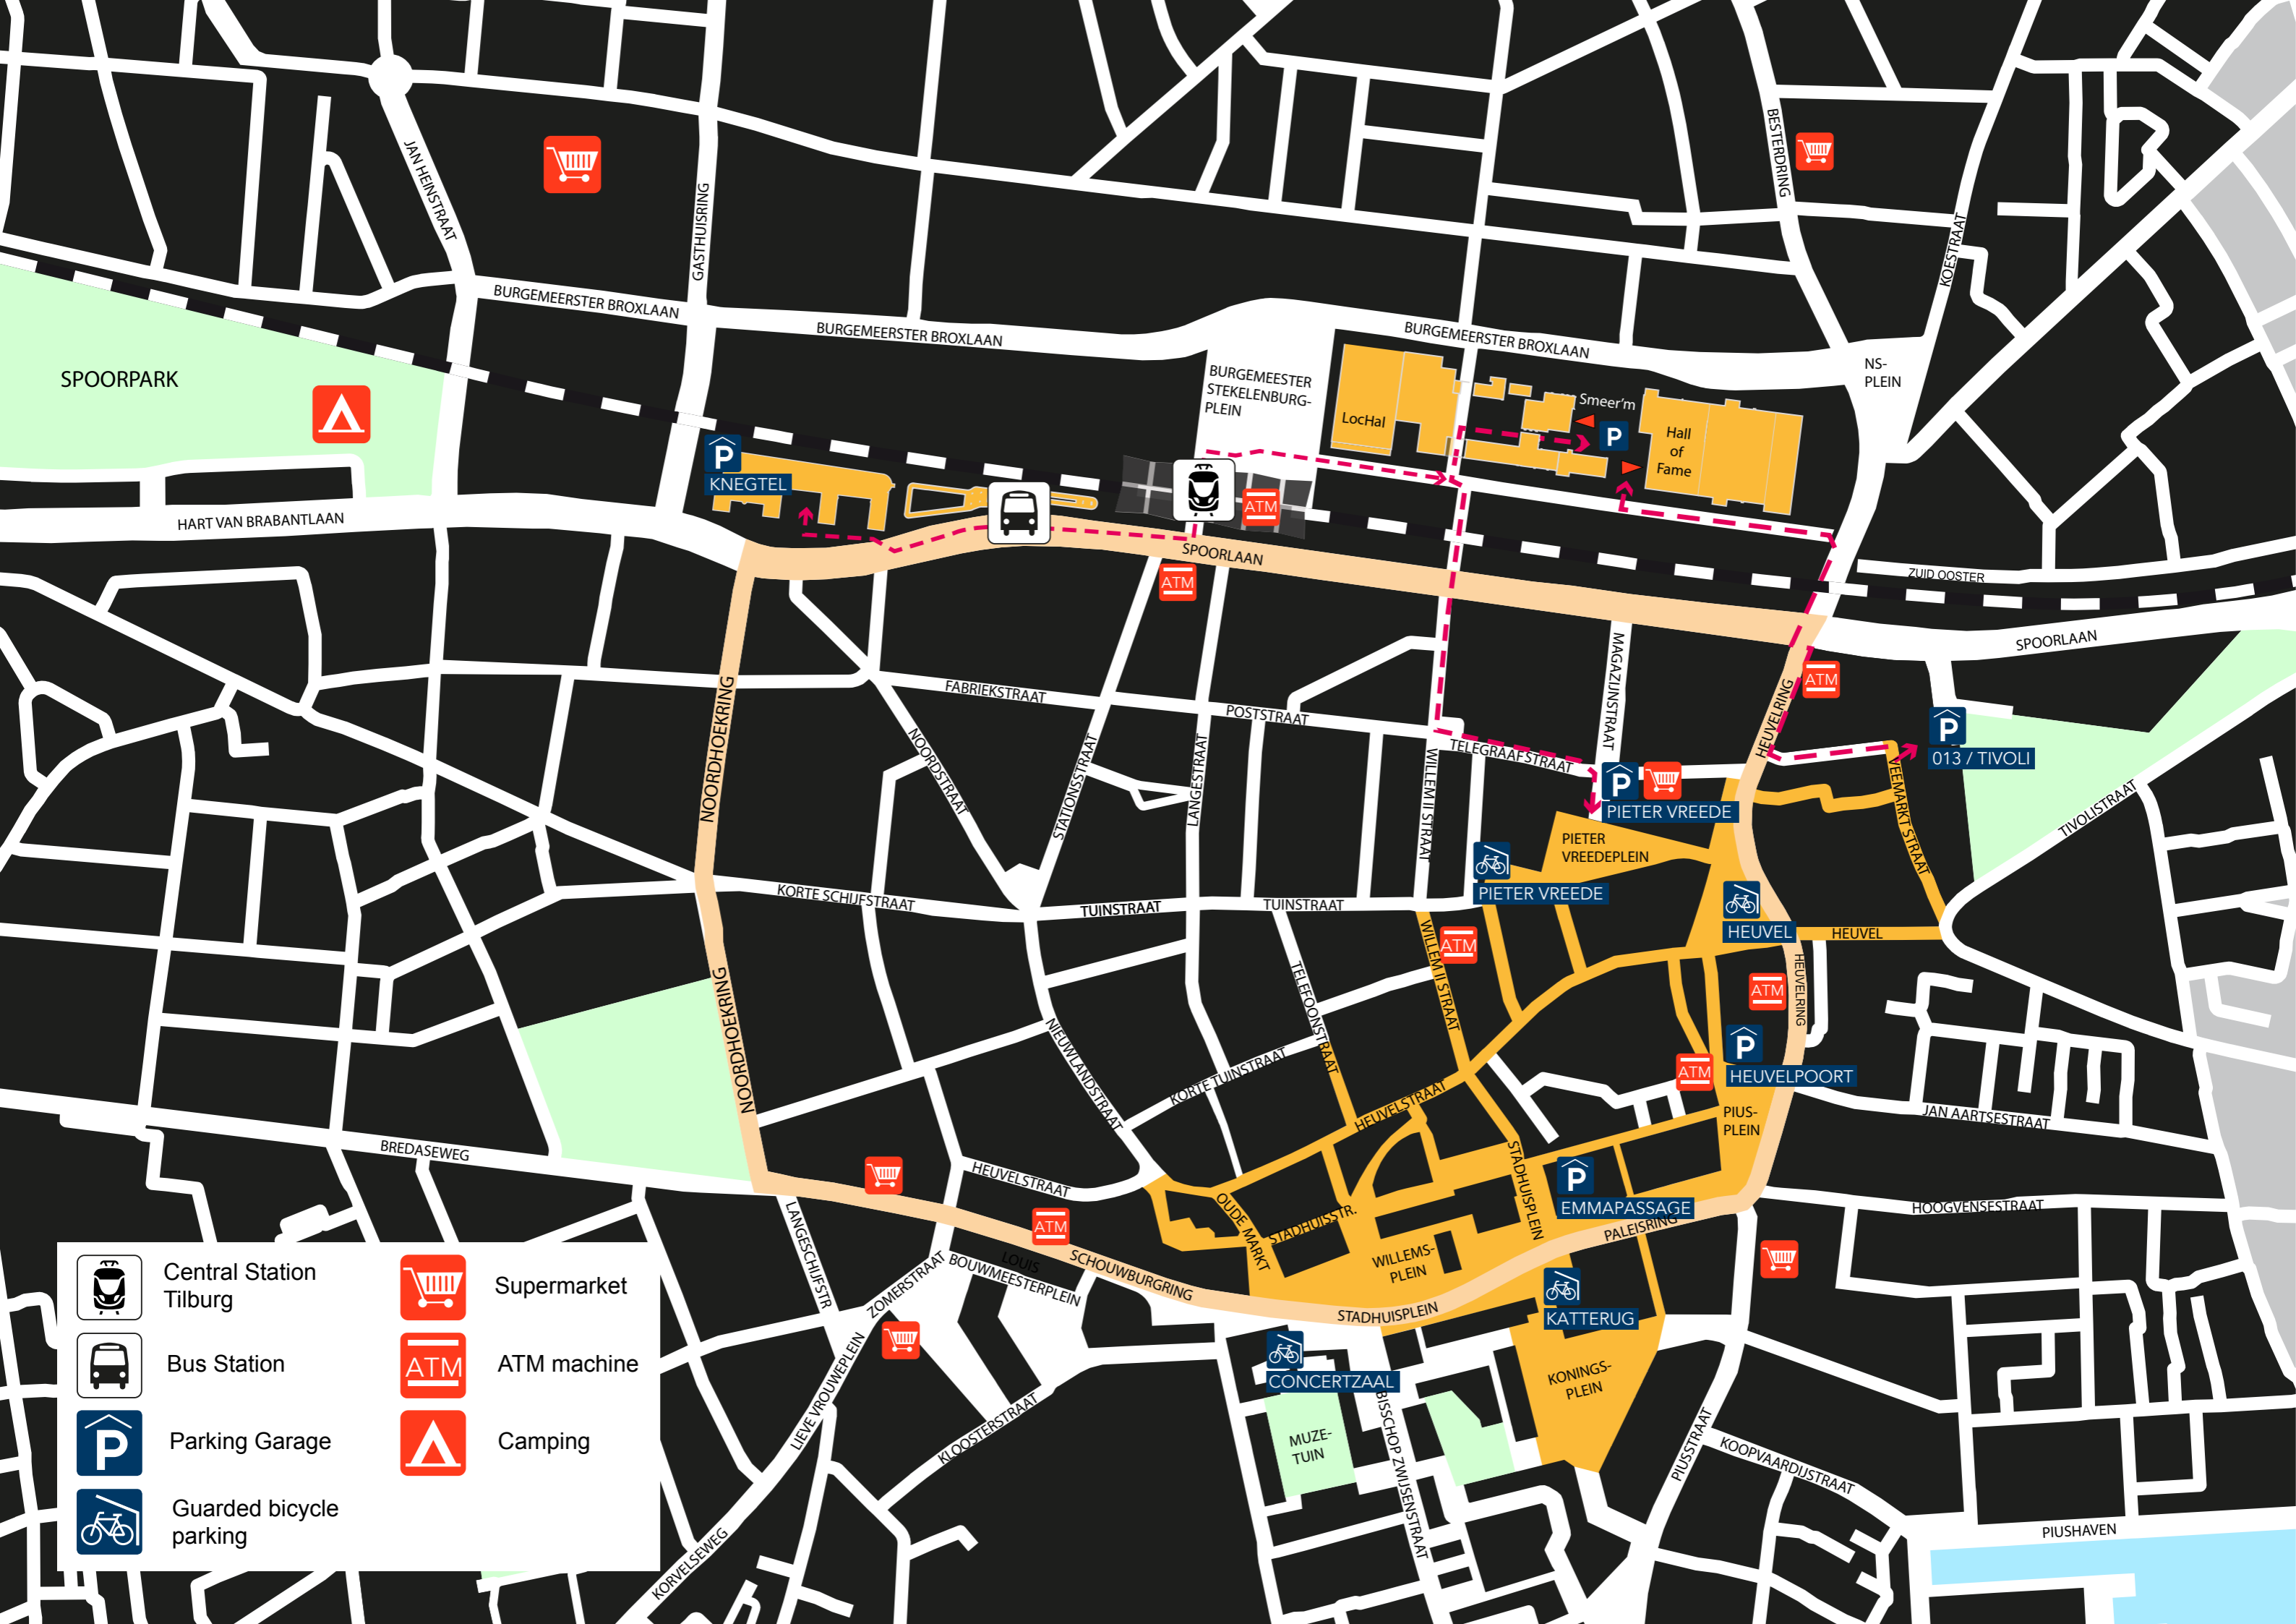 JAN HEINSTRAAT
GASTHUISRING
BESTERDRING
KOESTRAAT
BURGEMEESTER BROXLAAN
BURGEMEESTER BROXLAAN
BURGEMEESTER BROXLAAN
NS-
PLEIN
SPOORPARK
BURGEMEESTER
STEKELENBURG-
PLEIN
LocHal
Smeer'm
P
Hall
of
Fame
P
KNEGTEL
ATM
HART VAN BRABANTLAAN
SPOORLAAN
ATM
ZUID OOSTER
SPOORLAAN
MAGAZIJNSTRAAT
HEUVELRING
ATM
NOORDHOEKRING
FABRIEKSTRAAT
POSTSTRAAT
TELEGRAAFSTRAAT
P
013 / TIVOLI
NOORDSTRAAT
STATIONSSTRAAT
LANGESTRAAT
WILLEM II STRAAT
P
PIETER VREEDE
VEEMARKT STRAAT
TIVOLISTRAAT
PIETER
VREEDEPLEIN
PIETER VREEDE
KORTE SCHIJFSTRAAT
TUINSTRAAT
TUINSTRAAT
HEUVEL
HEUVEL
ATM
WILLEM II STRAAT
NOORDHOEKRING
TELEFOONSTRAAT
HEUVELRING
ATM
NIEUWLANDSTRAAT
KORTE TUINSTRAAT
HEUVELSTRAAT
ATM
P
HEUVELPOORT
PIUS-
PLEIN
JAN AARTSESTRAAT
BREDASEWEG
HEUVELSTRAAT
STADHUISPLEIN
P
EMMAPASSAGE
HOOGVENSESTRAAT
LANGESCHIJFSTR
ATM
OUDE MARKT
STADHUISSTR.
WILLEMS-
PLEIN
PALEISRING
LOUIS
BOUWMEESTERPLEIN
SCHOUWBURGRING
ZOMERSTRAAT
STADHUISPLEIN
KATTERUG
LIEVE VROUWEPLEIN
CONCERTZAAL
KONINGS-
PLEIN
KLOOSTERSTRAAT
MUZE-
TUIN
BISSCHOP ZWIJSENSTRAAT
PIUSSTRAAT
KOOPVAARDIJSTRAAT
KORVELSEWEG
PIUSHAVEN
Central Station
Tilburg
Supermarket
Bus Station
ATM
ATM machine
P
Parking Garage
Camping
Guarded bicycle
parking